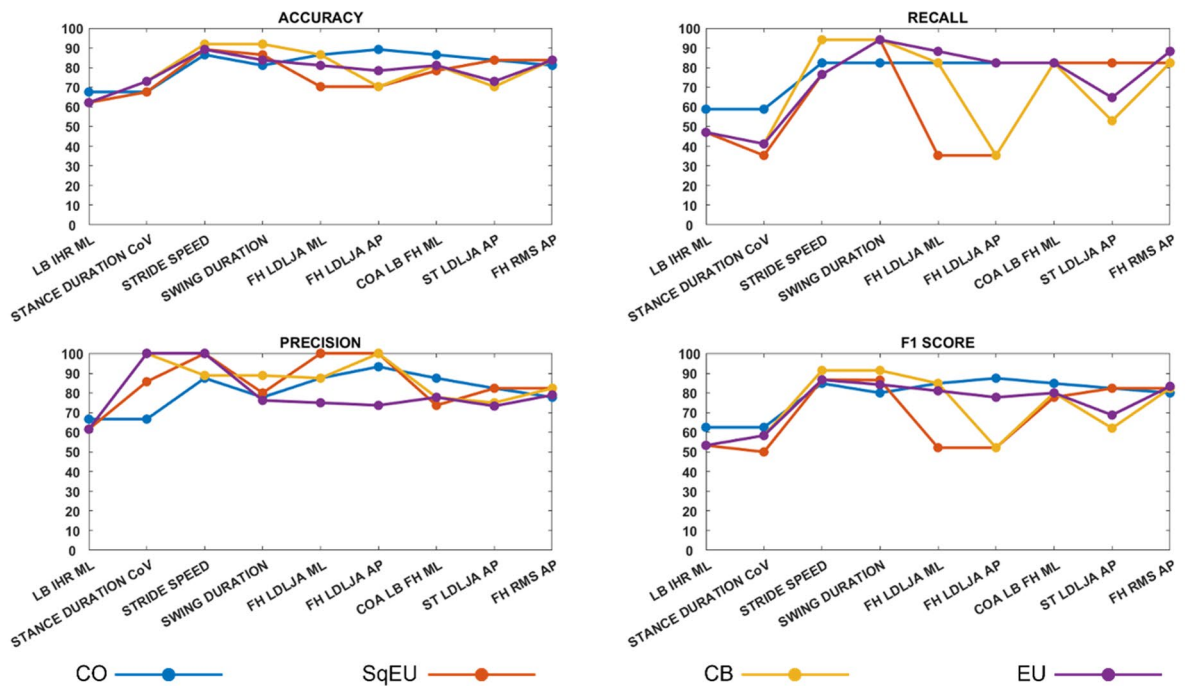 ACCURACY
100
90
80
70
60
50
40
30
20
10
0
LB IHR ML
STANCE DURATION CoV
STRIDE SPEED
SWING DURATION
FH LDLJA ML
FH LDLJA AP
COA LB FH ML
ST LDLJA AP
FH RMS AP
RECALL
100
90
80
70
60
50
40
30
20
10
0
LB IHR ML
STANCE DURATION CoV
STRIDE SPEED
SWING DURATION
FH LDLJA ML
FH LDLJA AP
COA LB FH ML
ST LDLJA AP
FH RMS AP
PRECISION
100
90
80
70
60
50
40
30
20
10
0
LB IHR ML
STANCE DURATION CoV
STRIDE SPEED
SWING DURATION
FH LDLJA ML
FH LDLJA AP
COA LB FH ML
ST LDLJA AP
FH RMS AP
F1 SCORE
100
90
80
70
60
50
40
30
20
10
0
LB IHR ML
STANCE DURATION CoV
STRIDE SPEED
SWING DURATION
FH LDLJA ML
FH LDLJA AP
COA LB FH ML
ST LDLJA AP
FH RMS AP
CO SqEU CB EU